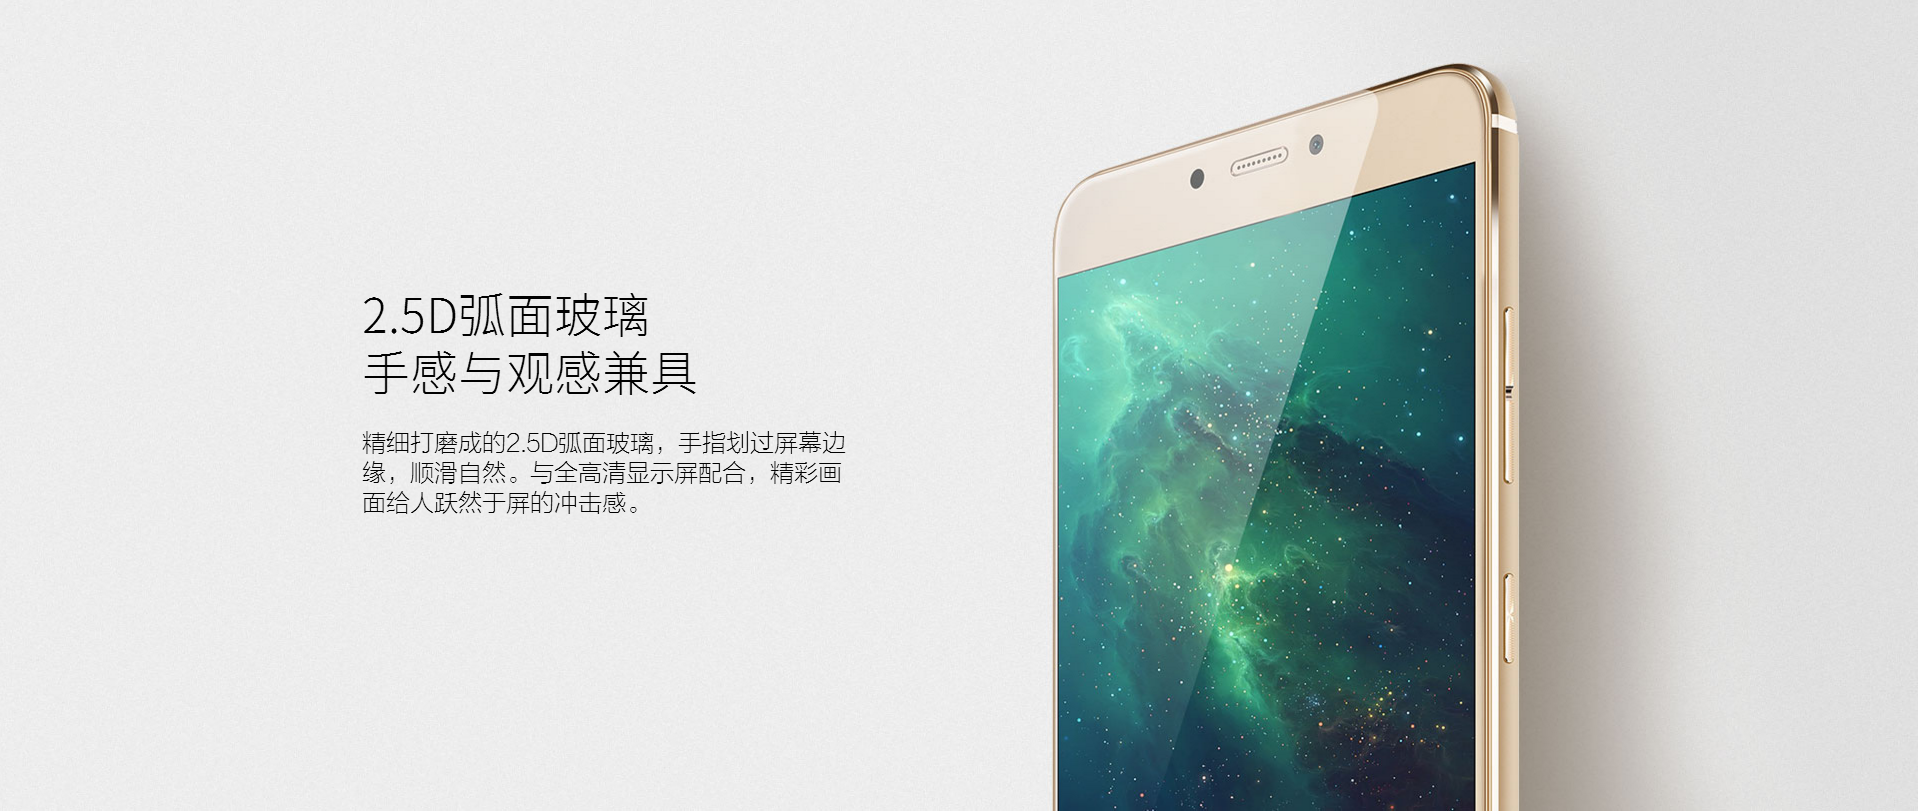 2.5D弧面玻璃
手感与观感兼具
精细打磨成的2.5D弧面玻璃，手指划过屏幕边
缘，顺滑自然。与全高清显示屏配合，精彩画
面给人跃然于屏的冲击感。